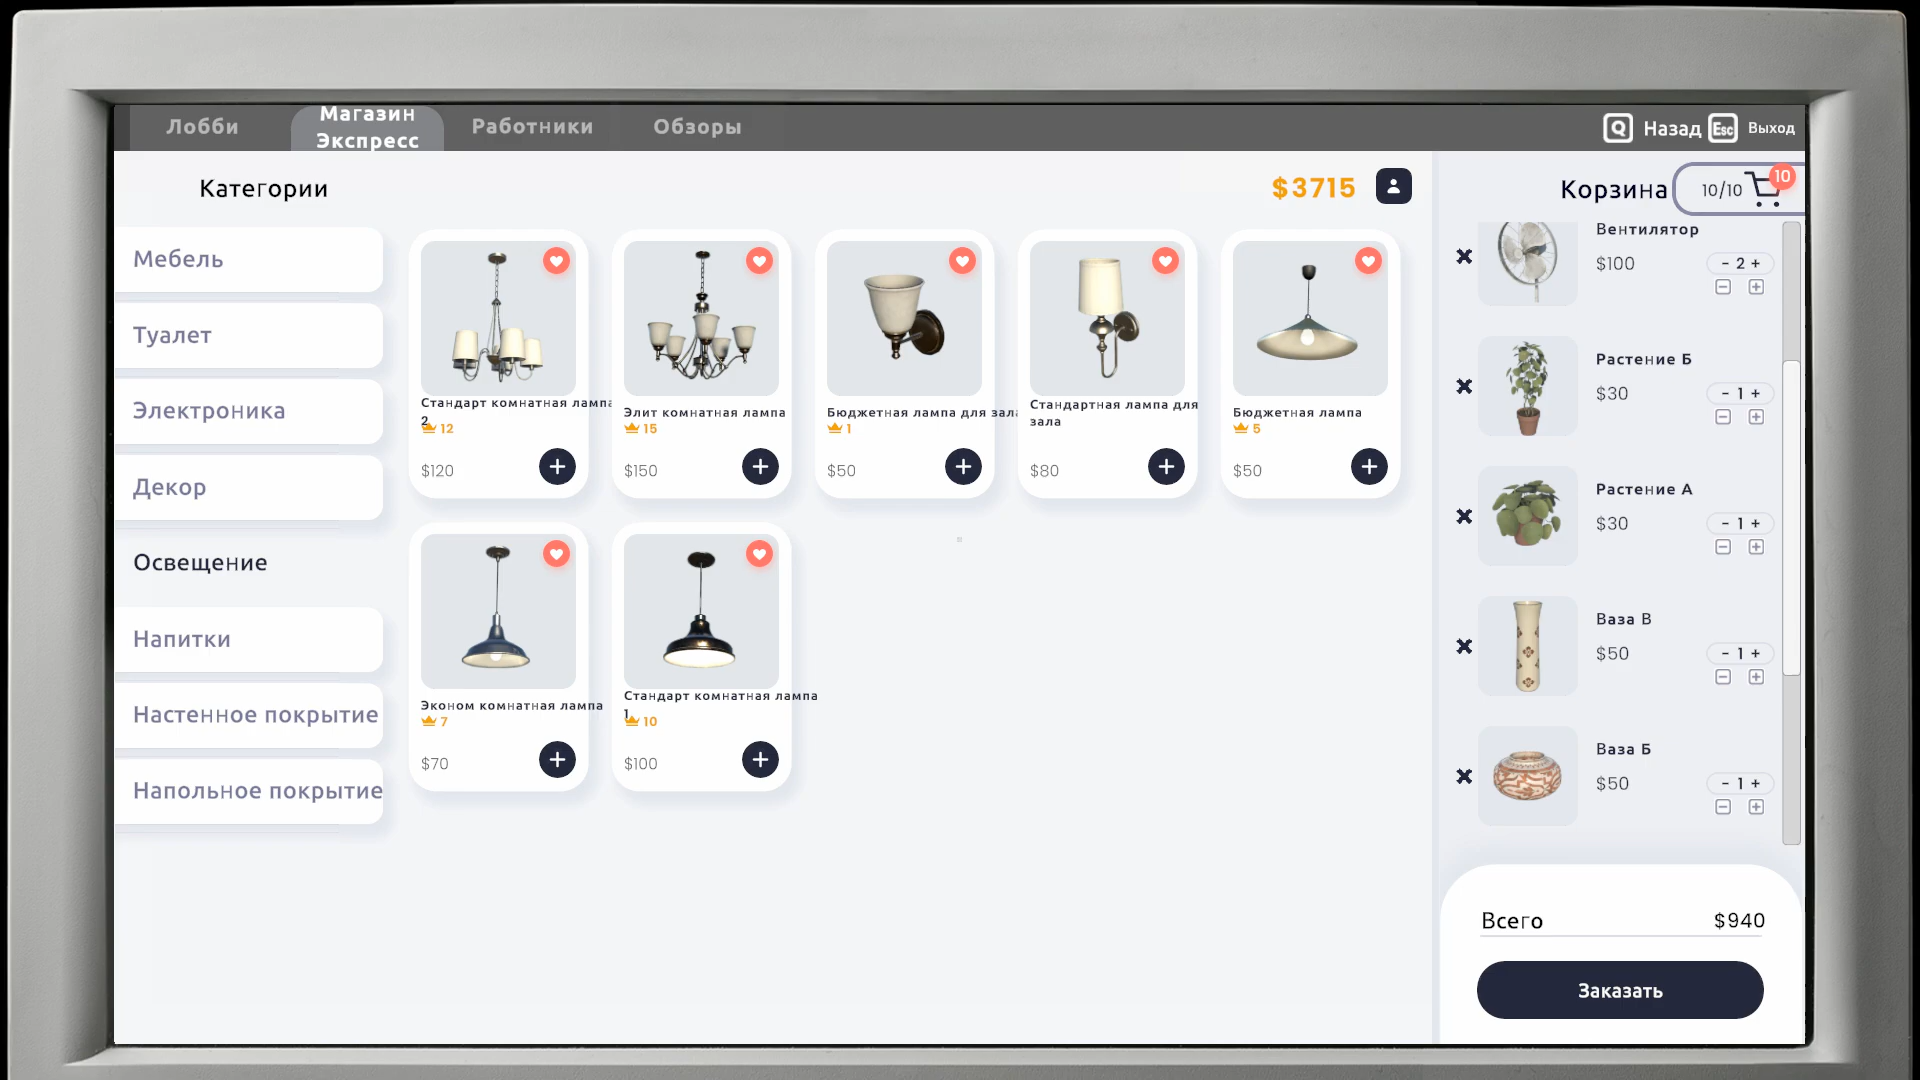 Лобби
Магазин
Экспресс
Работники
Обзоры
Q Назад Esc Выход
Категории
$3715
Корзина
10/10
10
Мебель
Туалет
Электроника
Декор
Освещение
Напитки
Настенное покрытие
Напольное покрытие
Стандарт комнатная лампа
2
12
$120
Элит комнатная лампа
15
$150
Бюджетная лампа для зала
1
$50
Стандартная лампа для
зала
$80
Бюджетная лампа
5
$50
Эконом комнатная лампа
7
$70
Стандарт комнатная лампа
1
10
$100
Вентилятор
$100
- 2 +
Растение Б
$30
- 1 +
Растение А
$30
- 1 +
Ваза В
$50
- 1 +
Ваза Б
$50
- 1 +
Всего $940
Заказать